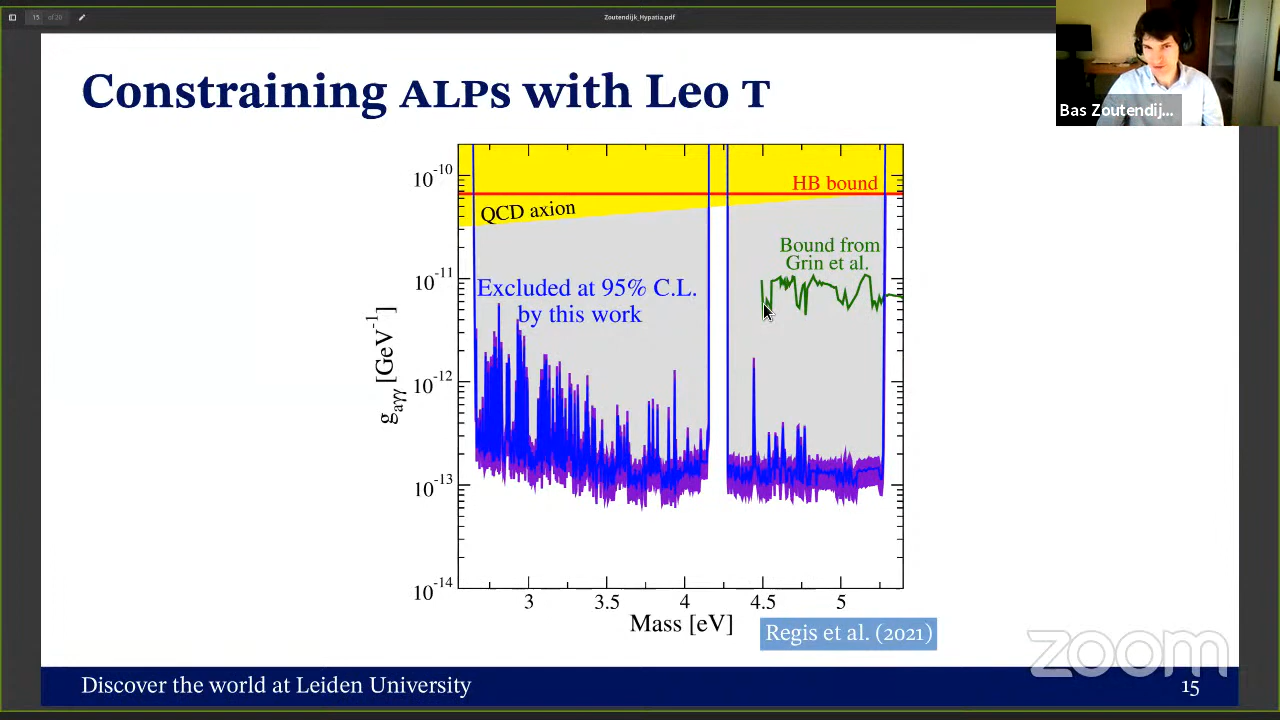 15 of 20
Zoutendijk_Hypatia.pdf
Constraining ALPs with Leo T
Bas Zoutendij...
10⁻¹⁰
HB bound
QCD axion
Bound from
Grin et al.
10⁻¹¹
Excluded at 95% C.L.
by this work
g_aγγ [GeV⁻¹]
10⁻¹²
10⁻¹³
10⁻¹⁴
3 3.5 4 4.5 5
Mass [eV]
Regis et al. (2021)
zoom
Discover the world at Leiden University
15